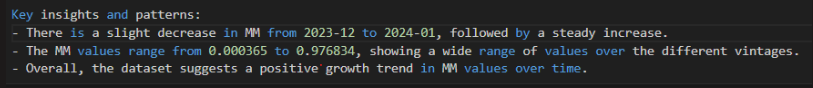 Key insights and patterns:
- There is a slight decrease in MM from 2023-12 to 2024-01, followed by a steady increase.
- The MM values range from 0.000365 to 0.976834, showing a wide range of values over the different vintages.
- Overall, the dataset suggests a positive growth trend in MM values over time.